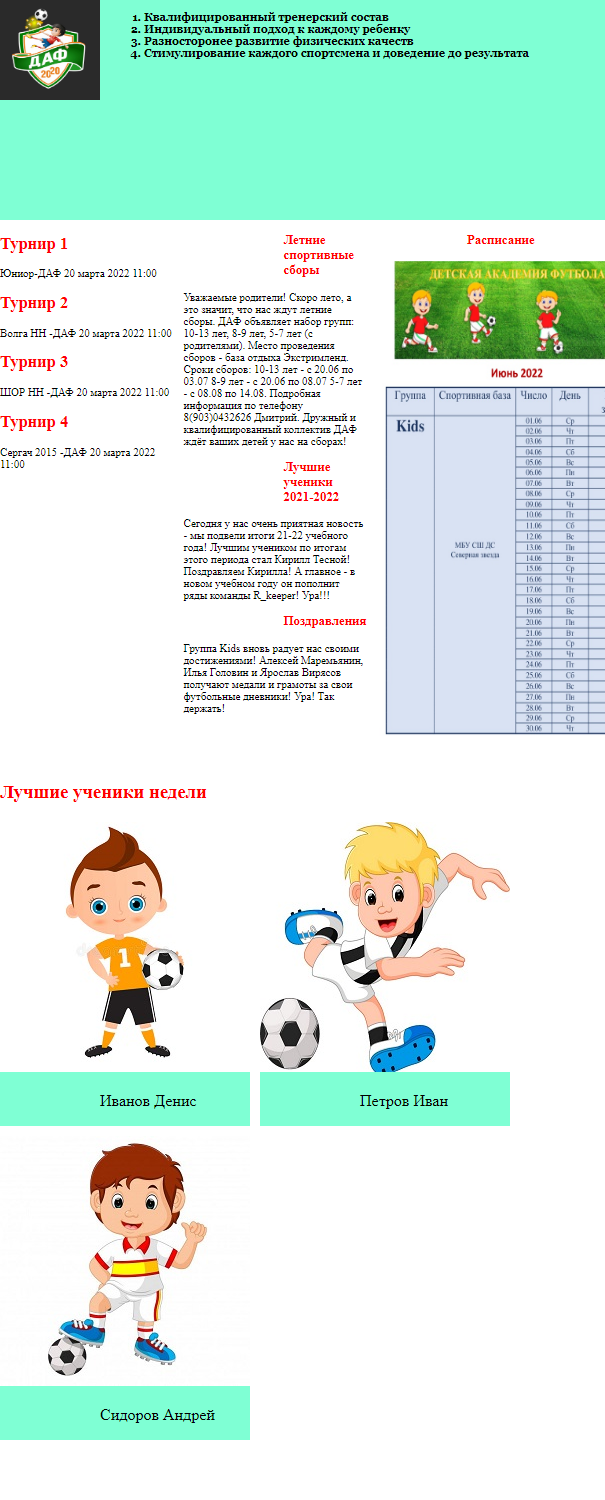 ДАФ
2020
1. Квалифицированный тренерский состав
2. Индивидуальный подход к каждому ребенку
3. Разносторонее развитие физических качеств
4. Стимулирование каждого спортсмена и доведение до результата
Турнир 1
Юниор-ДАФ 20 марта 2022 11:00
Турнир 2
Волга НН -ДАФ 20 марта 2022 11:00
Турнир 3
ШОР НН -ДАФ 20 марта 2022 11:00
Турнир 4
Сергач 2015 -ДАФ 20 марта 2022
11:00
Летние
спортивные
сборы
Уважаемые родители! Скоро лето, а
это значит, что нас ждут летние
сборы. ДАФ объявляет набор групп:
10-13 лет, 8-9 лет, 5-7 лет (с
родителями). Место проведения
сборов - база отдыха Экстримленд.
Сроки сборов: 10-13 лет - с 20.06 по
03.07 8-9 лет - с 20.06 по 08.07 5-7 лет
- с 08.08 по 14.08. Подробная
информация по телефону
8(903)0432626 Дмитрий. Дружный и
квалифицированный коллектив ДАФ
ждёт ваших детей у нас на сборах!
Лучшие
ученики
2021-2022
Сегодня у нас очень приятная новость
- мы подвели итоги 21-22 учебного
года! Лучшим учеником по итогам
этого периода стал Кирилл Тесной!
Поздравляем Кирилла! А главное - в
новом учебном году он пополнит
ряды команды R_keeper! Ура!!!
Поздравления
Группа Kids вновь радует нас своими
достижениями! Алексей Маремьянин,
Илья Головин и Ярослав Вирясов
получают медали и грамоты за свои
футбольные дневники! Ура! Так
держать!
Расписание
ДЕТСКАЯ АКАДЕМИЯ ФУТБОЛА
Июнь 2022
Группа Спортивная база Число День
Kids
МБУ СШ ДС
Северная звезда
01.06 Ср
02.06 Чт
03.06 Пт
04.06 Сб
05.06 Вс
06.06 Пн
07.06 Вт
08.06 Ср
09.06 Чт
10.06 Пт
11.06 Сб
12.06 Вс
13.06 Пн
14.06 Вт
15.06 Ср
16.06 Чт
17.06 Пт
18.06 Сб
19.06 Вс
20.06 Пн
21.06 Вт
22.06 Ср
23.06 Чт
24.06 Пт
25.06 Сб
26.06 Вс
27.06 Пн
28.06 Вт
29.06 Ср
30.06 Чт
Лучшие ученики недели
1
Иванов Денис
Петров Иван
Сидоров Андрей